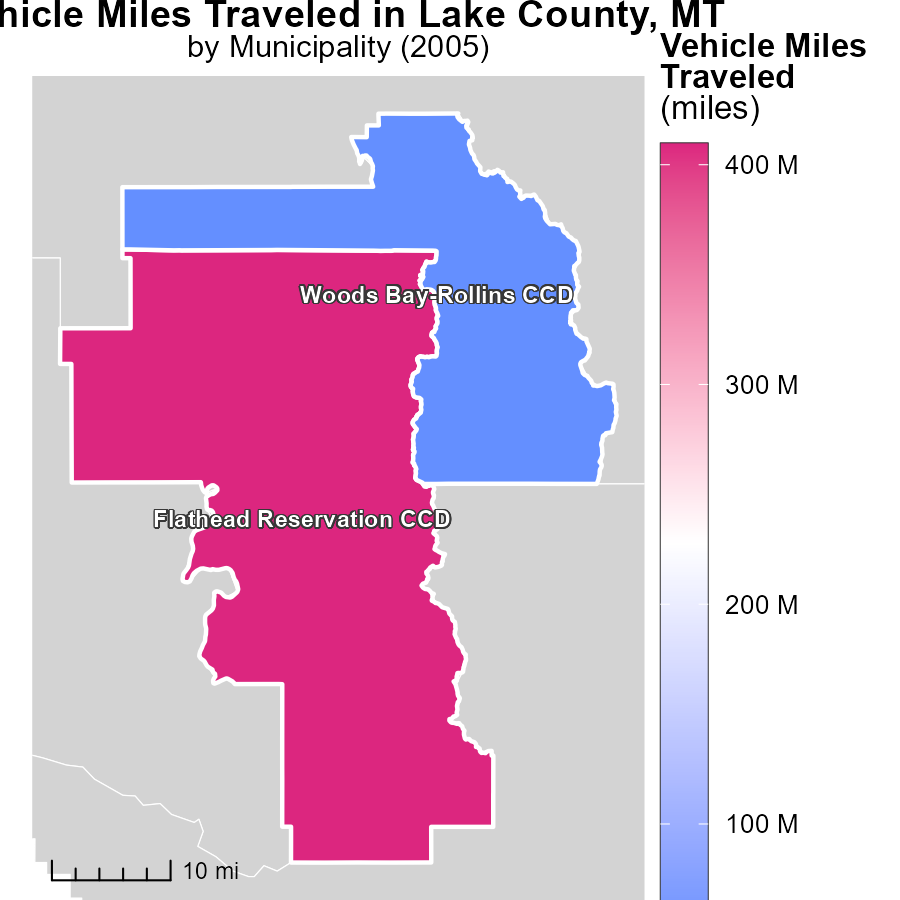 hicle Miles Traveled in Lake County, MT
by Municipality (2005)
Vehicle Miles
Traveled
(miles)
400 M
300 M
200 M
100 M
Woods Bay-Rollins CCD
Flathead Reservation CCD
10 mi